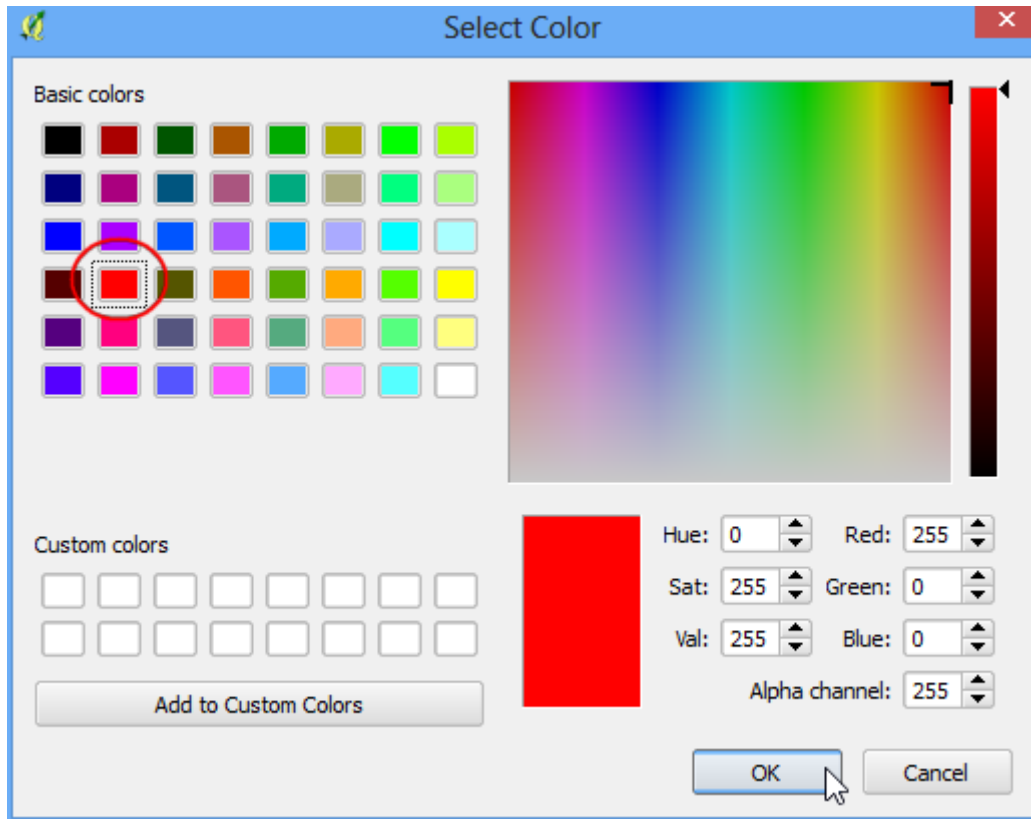 Select Color
Basic colors
Custom colors
Add to Custom Colors
Hue: 0 Red: 255
Sat: 255 Green: 0
Val: 255 Blue: 0
Alpha channel: 255
OK Cancel